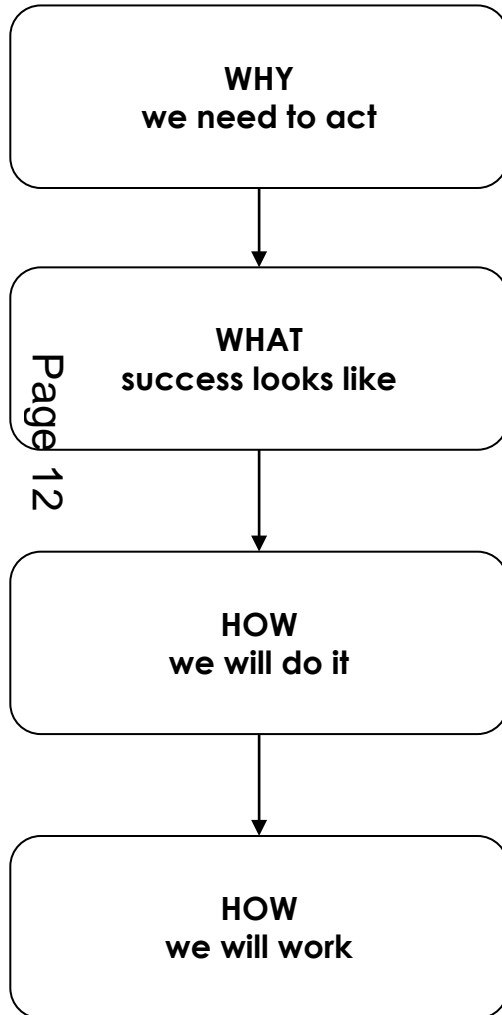 WHY
we need to act
WHAT
success looks like
Page 12
HOW
we will do it
HOW
we will work